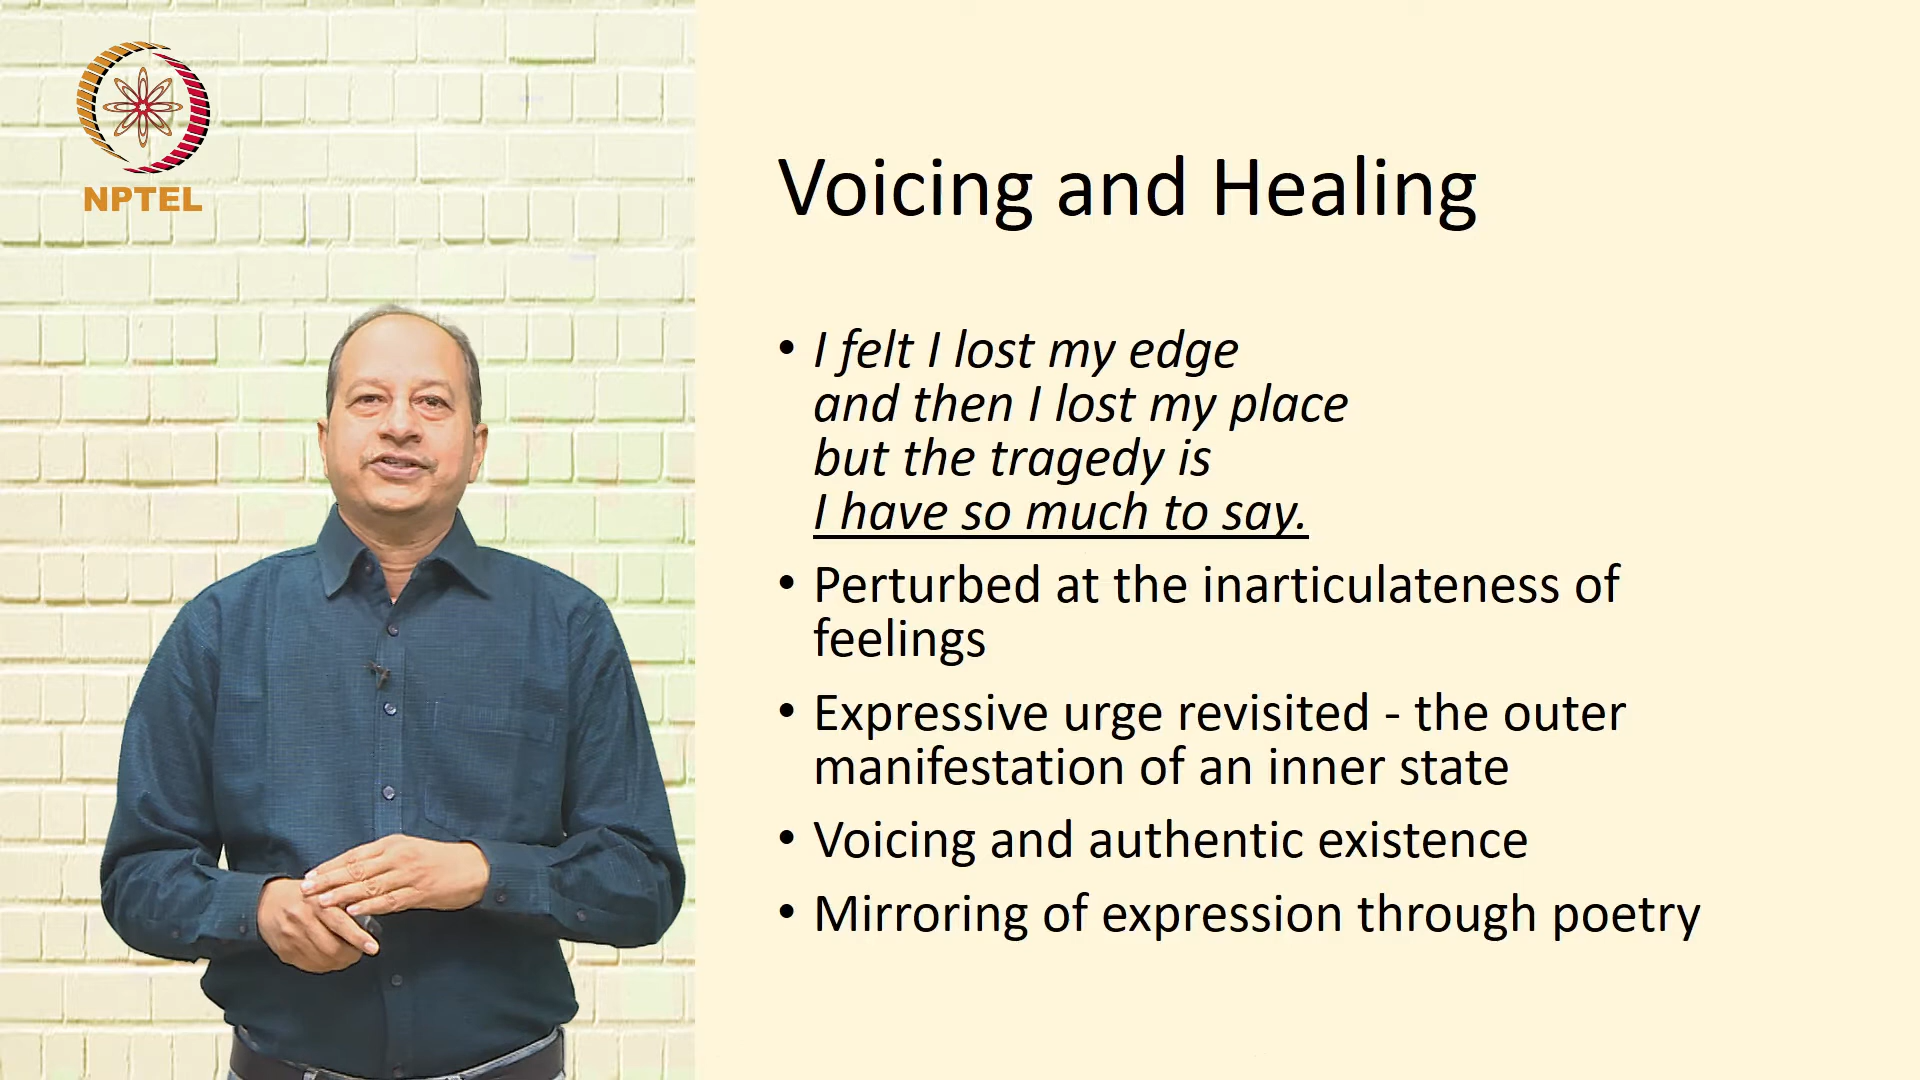 NPTEL
Voicing and Healing
• I felt I lost my edge
and then I lost my place
but the tragedy is
I have so much to say.
• Perturbed at the inarticulateness of
feelings
• Expressive urge revisited - the outer
manifestation of an inner state
• Voicing and authentic existence
• Mirroring of expression through poetry